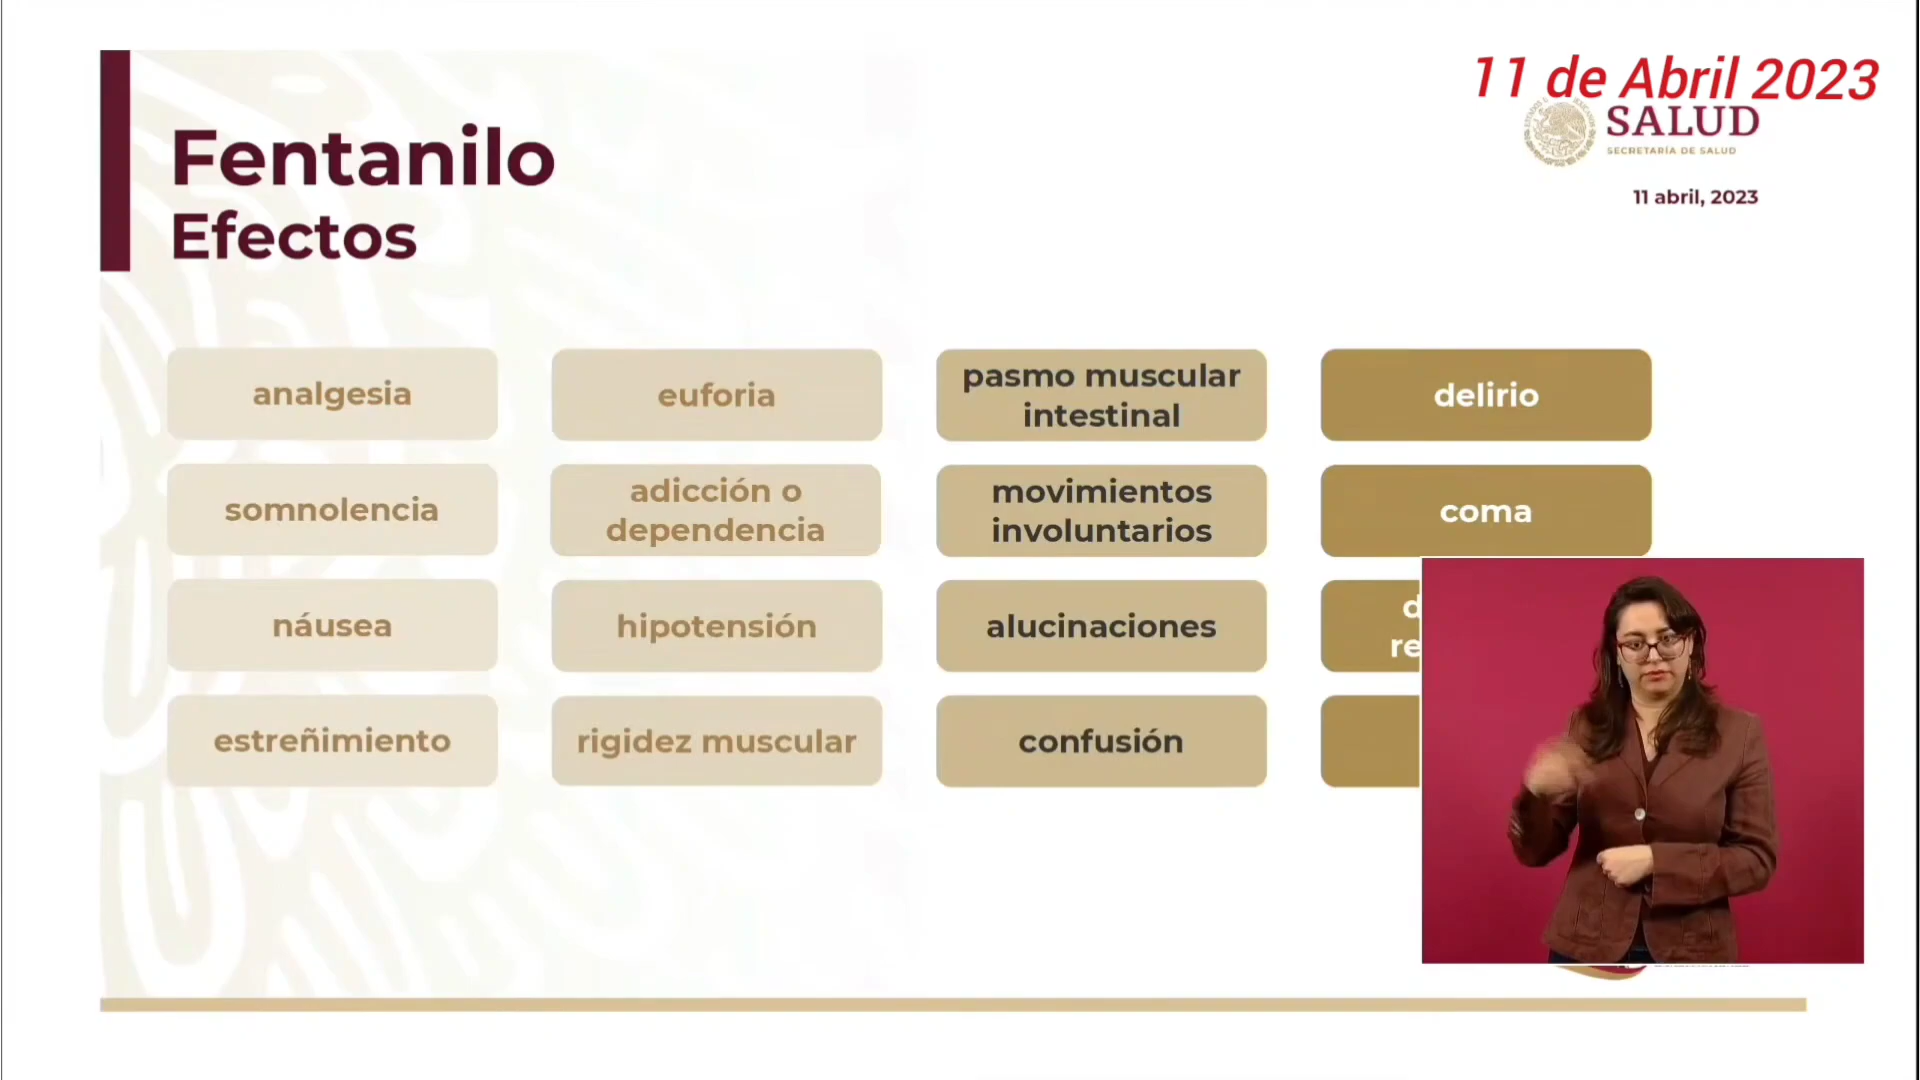 11 de Abril 2023
SALUD
SECRETARÍA DE SALUD
11 abril, 2023
Fentanilo
Efectos
analgesia
euforia
pasmo muscular
intestinal
delirio
somnolencia
adicción o
dependencia
movimientos
involuntarios
coma
náusea
hipotensión
alucinaciones
estreñimiento
rigidez muscular
confusión